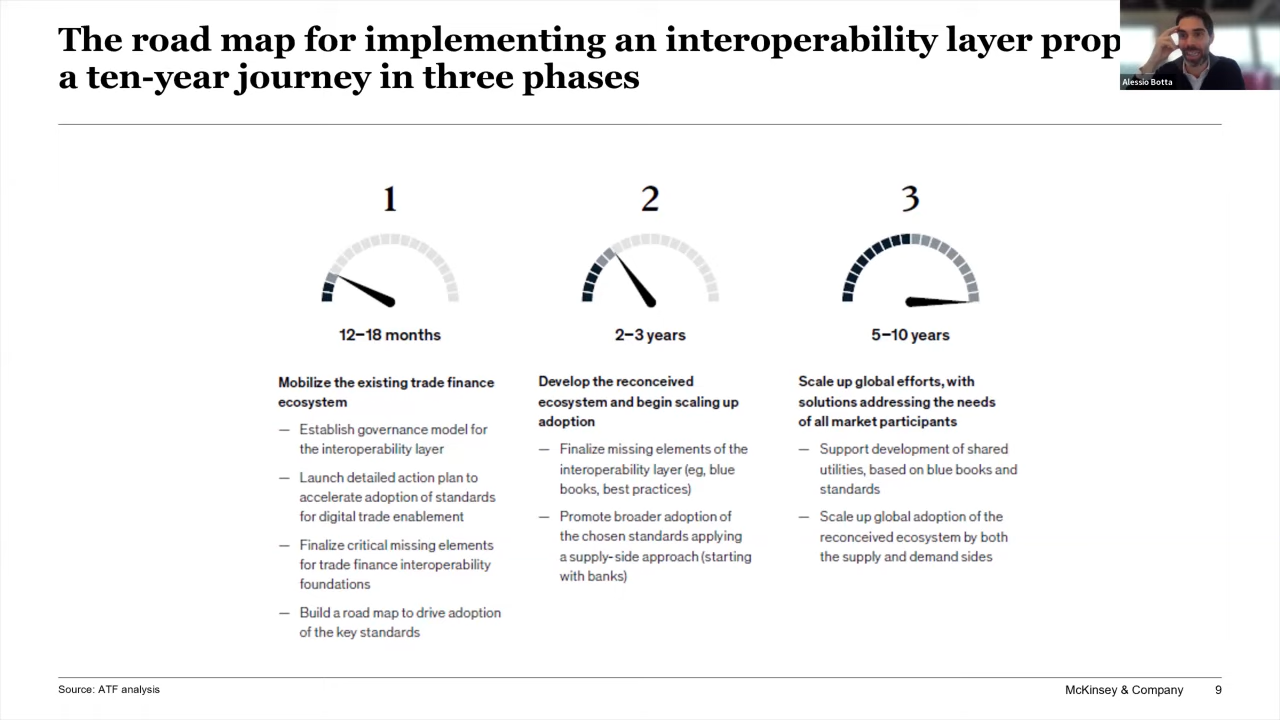 The road map for implementing an interoperability layer prop
a ten-year journey in three phases
Alessio Botta
1
12–18 months
Mobilize the existing trade finance
ecosystem
— Establish governance model for
the interoperability layer
— Launch detailed action plan to
accelerate adoption of standards
for digital trade enablement
— Finalize critical missing elements
for trade finance interoperability
foundations
— Build a road map to drive adoption
of the key standards
2
2–3 years
Develop the reconceived
ecosystem and begin scaling up
adoption
— Finalize missing elements of the
interoperability layer (eg, blue
books, best practices)
— Promote broader adoption of
the chosen standards applying
a supply-side approach (starting
with banks)
3
5–10 years
Scale up global efforts, with
solutions addressing the needs
of all market participants
— Support development of shared
utilities, based on blue books and
standards
— Scale up global adoption of the
reconceived ecosystem by both
the supply and demand sides
Source: ATF analysis
McKinsey & Company 9